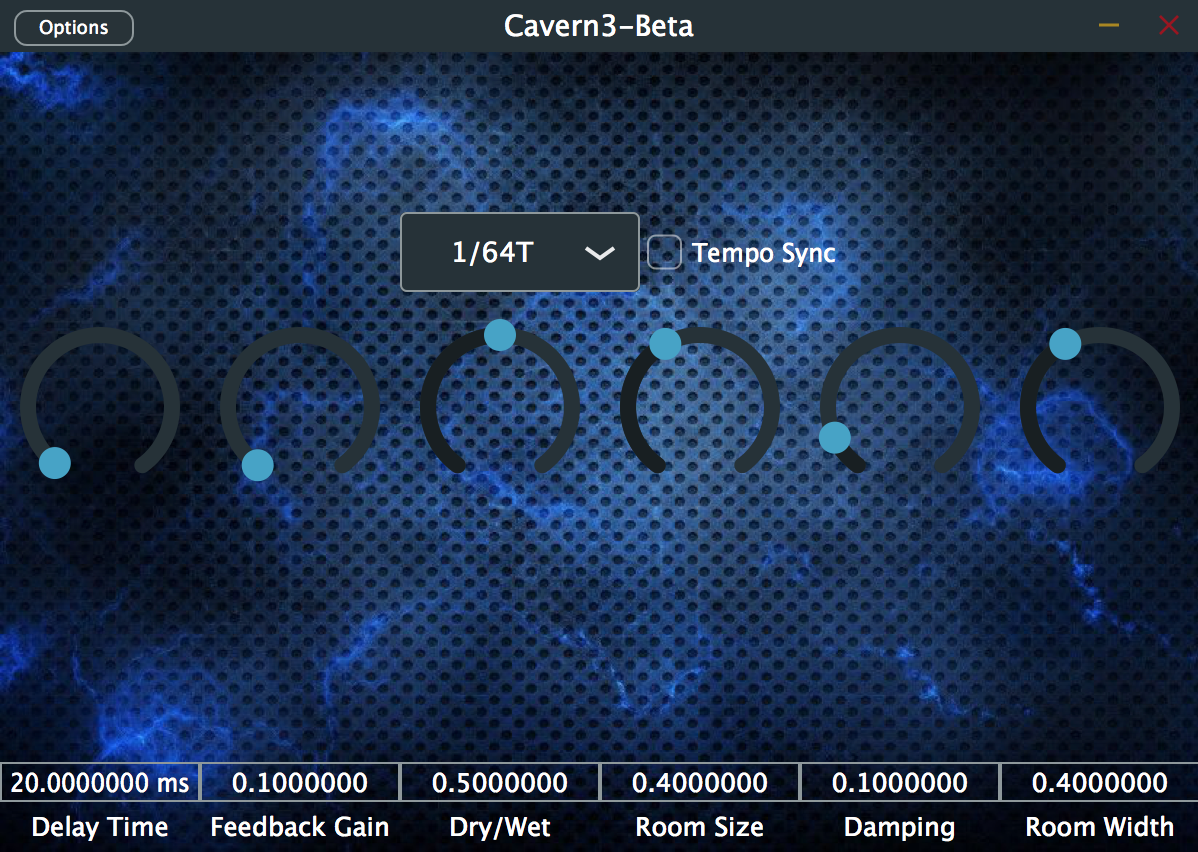 Options
Cavern3-Beta
1/64T
Tempo Sync
20.0000000 ms 0.1000000 0.5000000 0.4000000 0.1000000 0.4000000
Delay Time Feedback Gain Dry/Wet Room Size Damping Room Width